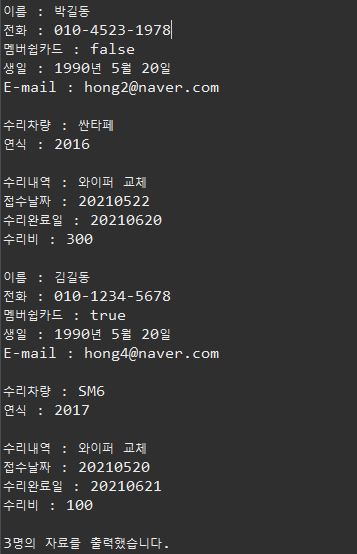 이름 : 박길동
전화 : 010-4523-1978
멤버쉽카드 : false
생일 : 1990년 5월 20일
E-mail : hong2@naver.com
수리차량 : 싼타페
연식 : 2016
수리내역 : 와이퍼 교체
접수날짜 : 20210522
수리완료일 : 20210620
수리비 : 300
이름 : 김길동
전화 : 010-1234-5678
멤버쉽카드 : true
생일 : 1990년 5월 20일
E-mail : hong4@naver.com
수리차량 : SM6
연식 : 2017
수리내역 : 와이퍼 교체
접수날짜 : 20210520
수리완료일 : 20210621
수리비 : 100
3명의 자료를 출력했습니다.